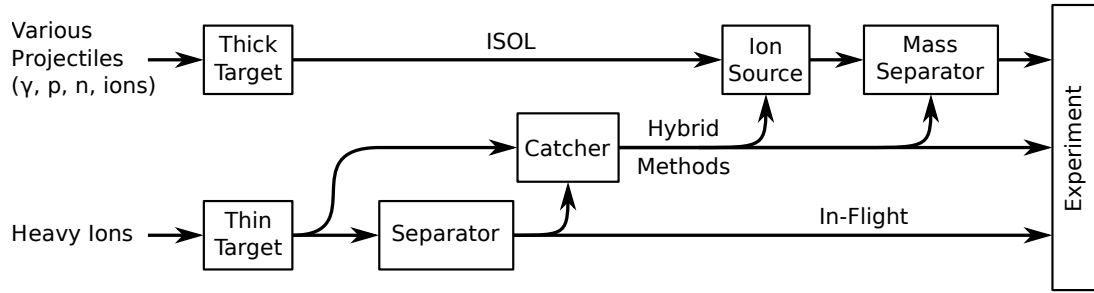 Various
Projectiles
(γ, p, n, ions)
Thick
Target
ISOL
Ion
Source
Mass
Separator
Hybrid
Methods
Catcher
Heavy Ions
Thin
Target
Separator
In-Flight
Experiment